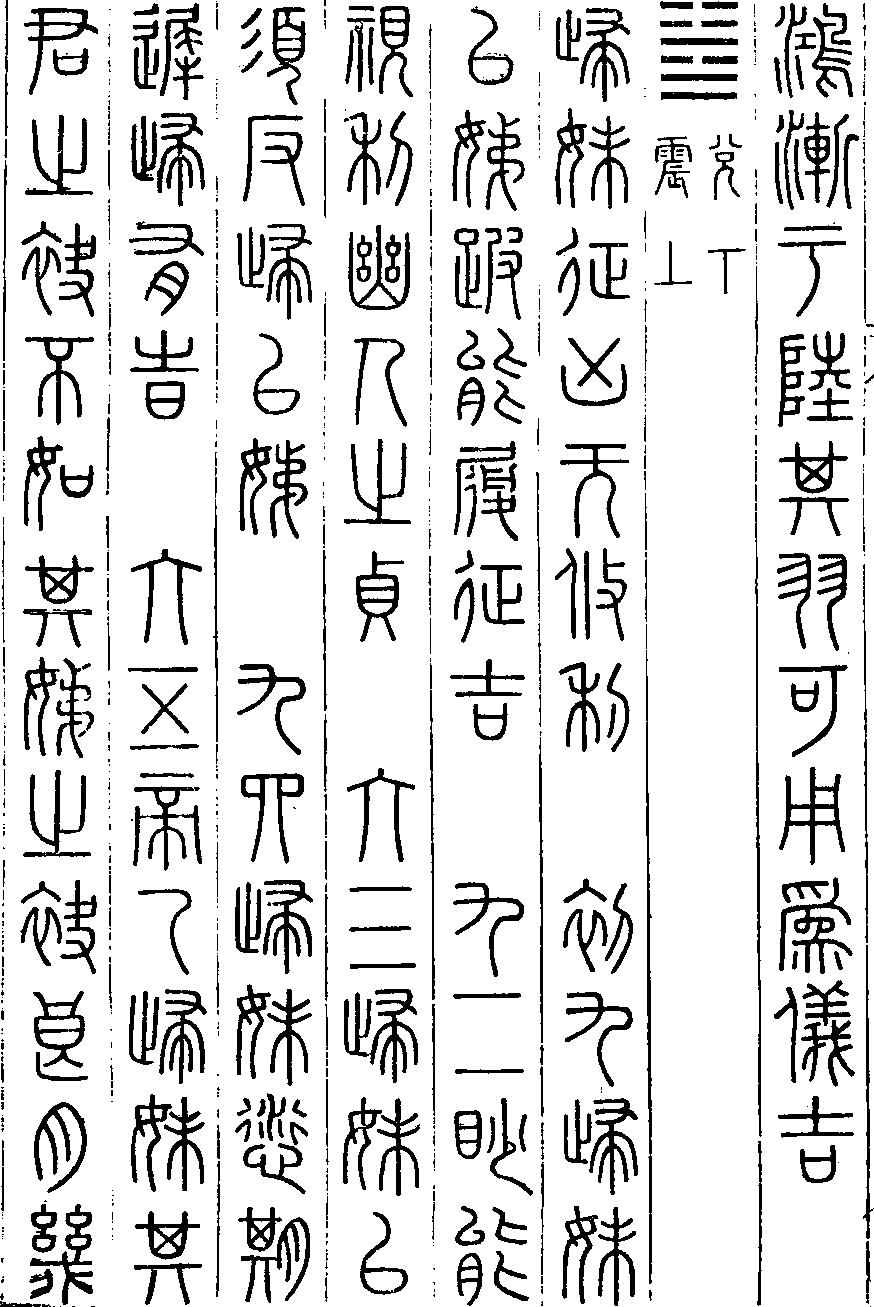 鴻漸于陸其羽可用爲儀吉
䷵ 兌下
震上
歸妹征凶无攸利 初九歸妹
以娣跛能履征吉 九二眇能
視利幽人之貞 六三歸妹以
須反歸以娣 九四歸妹愆期
遲歸有旹 六五帝乙歸妹其
君之袂不如其娣之袂良月幾